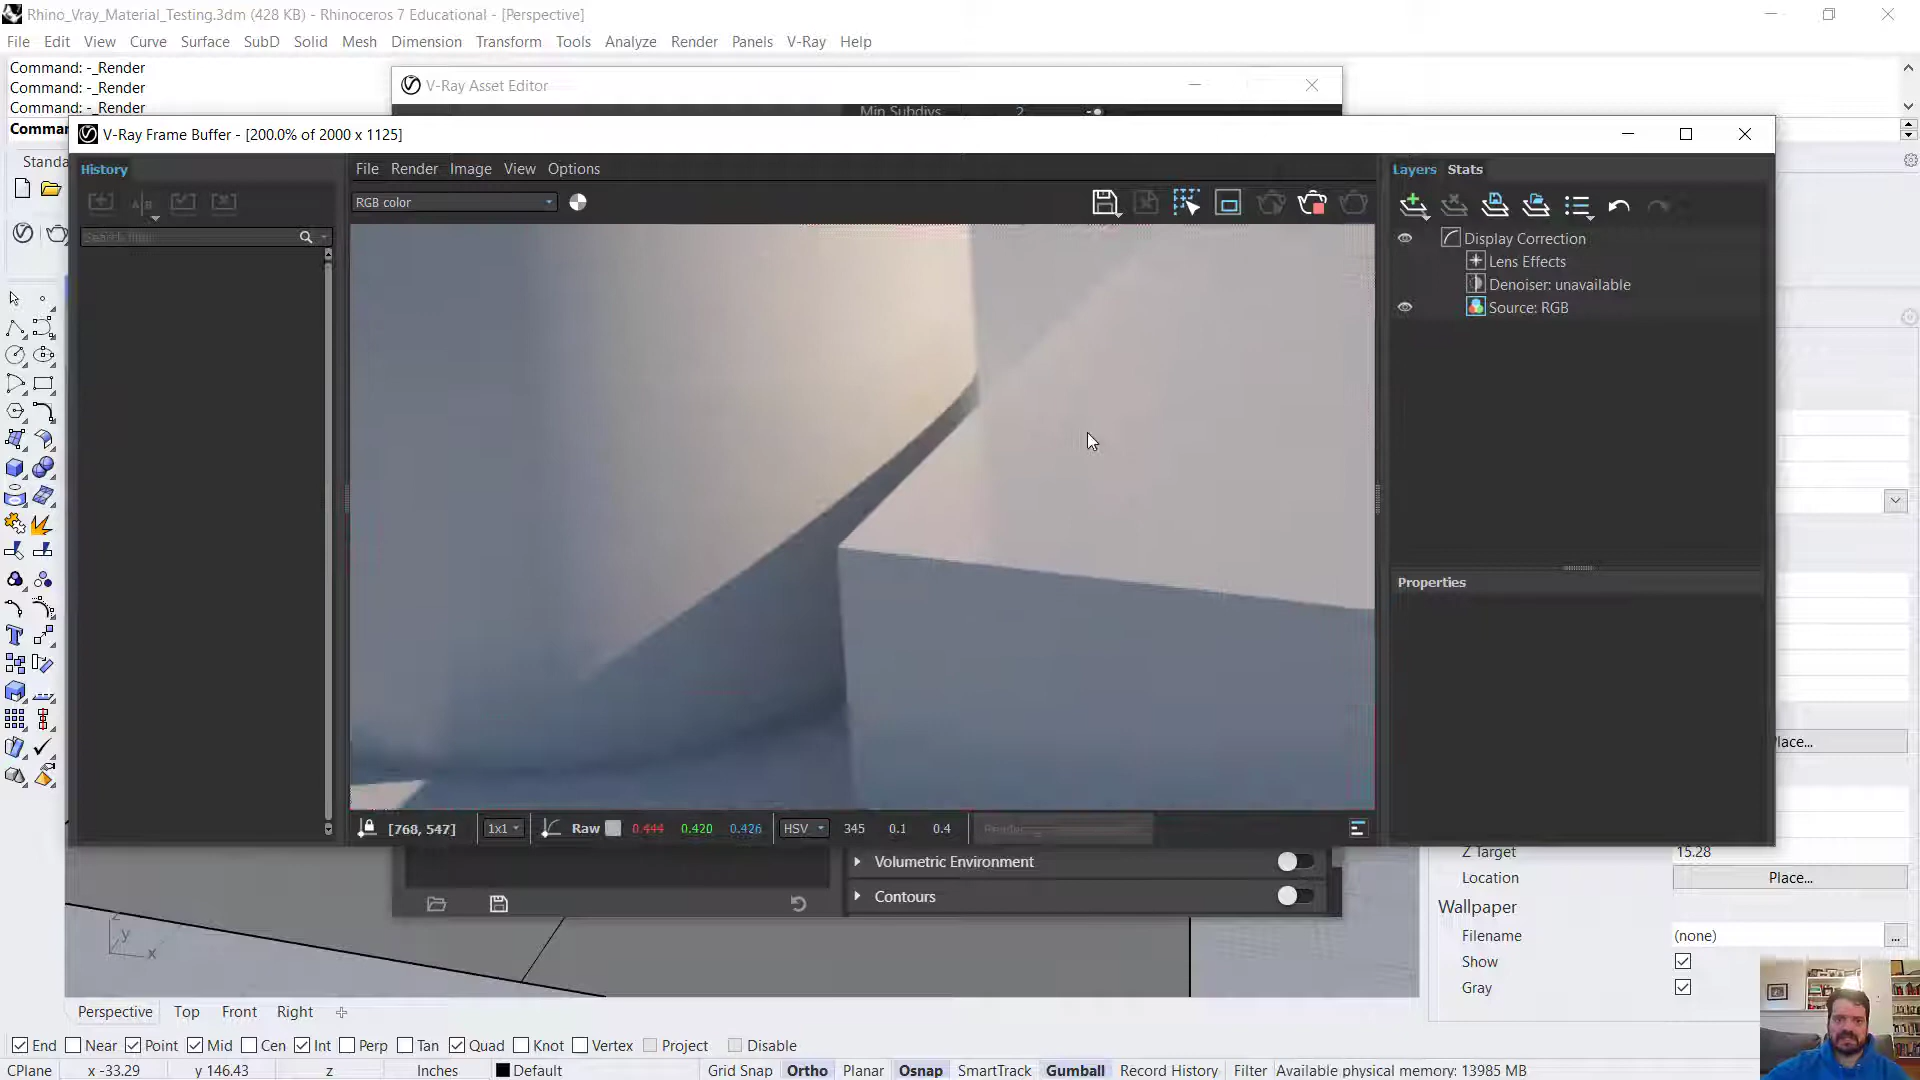 Rhino_Vray_Material_Testing.3dm (428 KB) - Rhinoceros 7 Educational - [Perspective]
File Edit View Curve Surface SubD Solid Mesh Dimension Transform Tools Analyze Render Panels V-Ray Help
Command: -_Render
Command: -_Render
Command: -_Render
Comma
Standa
V-Ray Asset Editor
Min Subdivs 2
V-Ray Frame Buffer - [200.0% of 2000 x 1125]
History
File Render Image View Options
Layers Stats
RGB color
Display Correction
Lens Effects
Denoiser: unavailable
Source: RGB
Properties
[768, 547] 1x1 Raw 0.444 0.420 0.426 HSV 345 0.1 0.4
Volumetric Environment
Contours
Place...
Z Target 15.28
Location Place...
Wallpaper
Filename (none) ...
Show
Gray
z
y
x
Perspective Top Front Right
End Near Point Mid Cen Int Perp Tan Quad Knot Vertex Project Disable
CPlane x -33.29 y 146.43 z Inches Default Grid Snap Ortho Planar Osnap SmartTrack Gumball Record History Filter Available physical memory: 13985 MB